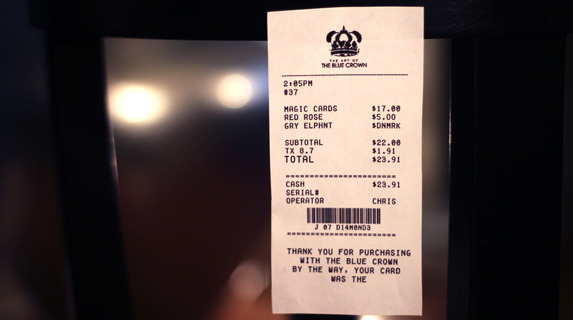 THE ART OF
THE BLUE CROWN
2:05PM
#37
MAGIC CARDS $17.00
RED ROSE $5.00
GRY ELPHNT $DNMRK
SUBTOTAL $22.00
TX 8.7 $1.91
TOTAL $23.91
CASH $23.91
SERIAL#
OPERATOR CHRIS
J 07 D14M0ND3
THANK YOU FOR PURCHASING
WITH THE BLUE CROWN
BY THE WAY, YOUR CARD
WAS THE